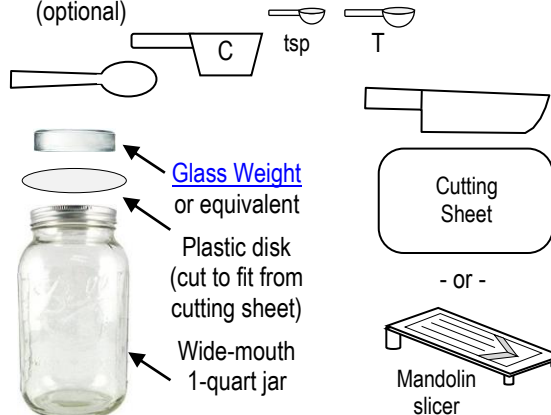 (optional)
C
tsp
T
Glass Weight
or equivalent
Plastic disk
(cut to fit from
cutting sheet)
Wide-mouth
1-quart jar
Cutting
Sheet
- or -
Mandolin
slicer